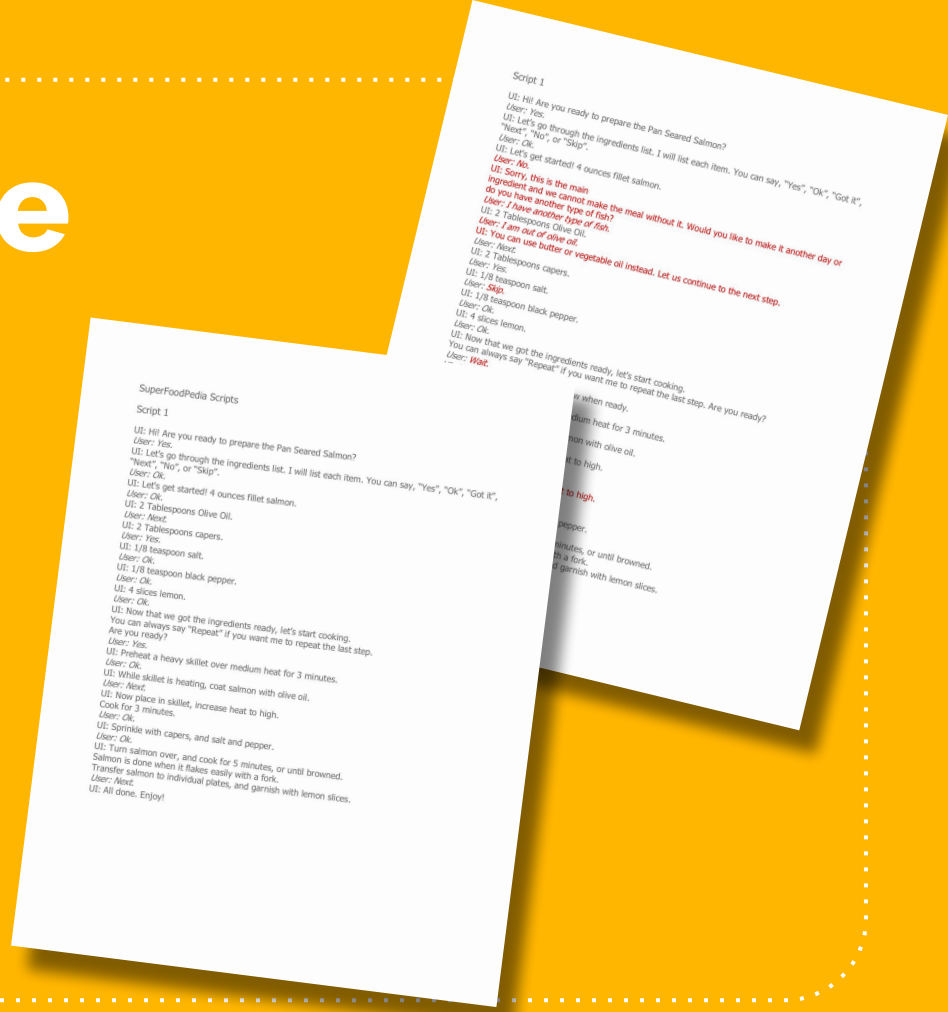 e
Script 1
UI: Hi! Are you ready to prepare the Pan Seared Salmon?
User: Yes.
UI: Let's go through the ingredients list. I will list each item. You can say, "Yes", "Ok", "Got it",
"Next", "No", or "Skip".
User: Ok.
UI: Let's get started! 4 ounces fillet salmon.
User: No.
UI: Sorry, this is the main
ingredient and we cannot make the meal without it. Would you like to make it another day or
do you have another type of fish?
User: I have another type of fish.
UI: 2 Tablespoons Olive Oil.
User: I am out of olive oil.
UI: You can use butter or vegetable oil instead. Let us continue to the next step.
User: Next.
UI: 2 Tablespoons capers.
User: Yes.
UI: 1/8 teaspoon salt.
User: Skip.
UI: 1/8 teaspoon black pepper.
User: Ok.
UI: 4 slices lemon.
User: Ok.
UI: Now that we got the ingredients ready, let's start cooking.
You can always say "Repeat" if you want me to repeat the last step. Are you ready?
User: Wait.
when ready.
heat for 3 minutes.
with olive oil.
to high.
to high.
pepper.
minutes, or until browned.
a fork.
garnish with lemon slices.
SuperFoodPedia Scripts
Script 1
UI: Hi! Are you ready to prepare the Pan Seared Salmon?
User: Yes.
UI: Let's go through the ingredients list. I will list each item. You can say, "Yes", "Ok", "Got it",
"Next", "No", or "Skip".
User: Ok.
UI: Let's get started! 4 ounces fillet salmon.
User: Ok.
UI: 2 Tablespoons Olive Oil.
User: Next.
UI: 2 Tablespoons capers.
User: Yes.
UI: 1/8 teaspoon salt.
User: Ok.
UI: 1/8 teaspoon black pepper.
User: Ok.
UI: 4 slices lemon.
User: Ok.
UI: Now that we got the ingredients ready, let's start cooking.
You can always say "Repeat" if you want me to repeat the last step.
Are you ready?
User: Yes.
UI: Preheat a heavy skillet over medium heat for 3 minutes.
User: Ok.
UI: While skillet is heating, coat salmon with olive oil.
User: Next.
UI: Now place in skillet, increase heat to high.
Cook for 3 minutes.
User: Ok.
UI: Sprinkle with capers, and salt and pepper.
User: Ok.
UI: Turn salmon over, and cook for 5 minutes, or until browned.
Salmon is done when it flakes easily with a fork.
Transfer salmon to individual plates, and garnish with lemon slices.
User: Next.
UI: All done. Enjoy!